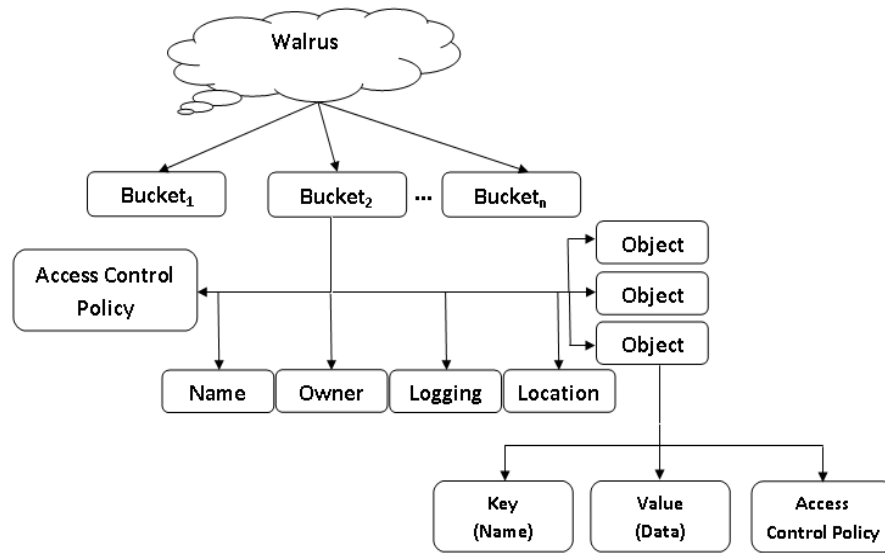 Walrus
Bucket₁
Bucket₂
...
Bucketₙ
Object
Access Control
Policy
Object
Object
Name
Owner
Logging
Location
Key
(Name)
Value
(Data)
Access
Control Policy